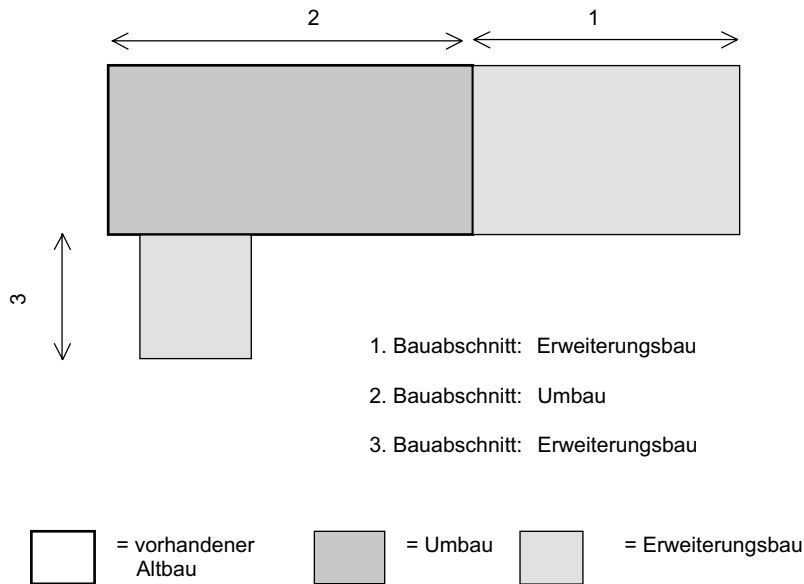 2
1
3
1. Bauabschnitt: Erweiterungsbau
2. Bauabschnitt: Umbau
3. Bauabschnitt: Erweiterungsbau
= vorhandener
Altbau
= Umbau
= Erweiterungsbau